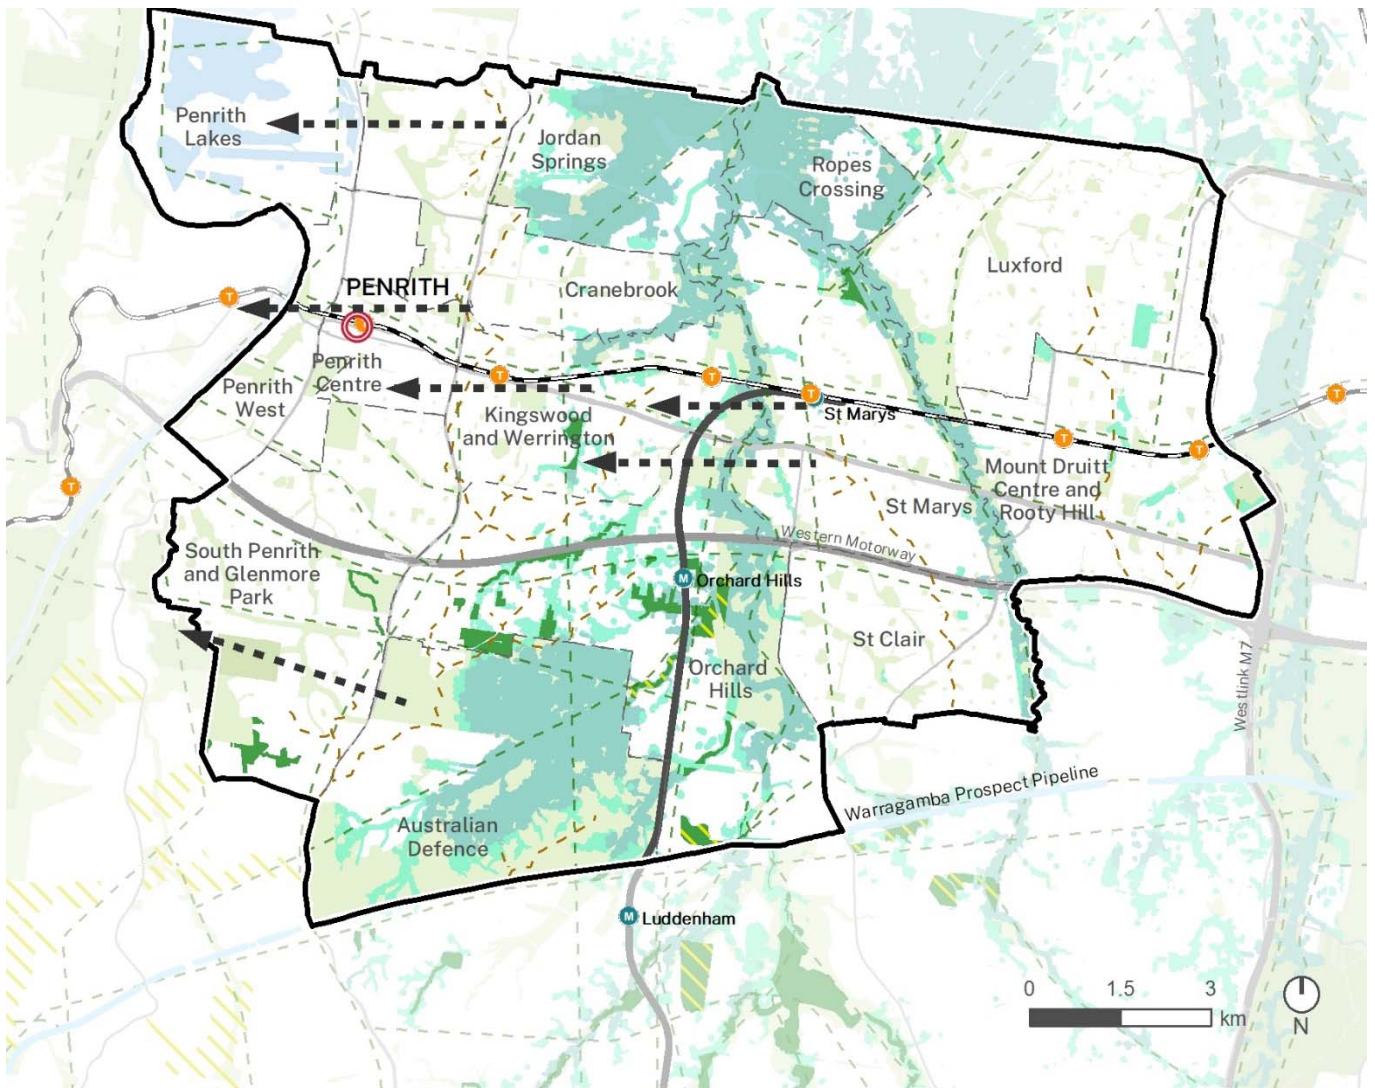 Penrith
Lakes
Jordan
Springs
Ropes
Crossing
Luxford
PENRITH
Cranebrook
T
T
Penrith
Centre
Penrith
West
T
T
T
St Marys
T
Kingswood
and Werrington
T
T
T
Mount Druitt
Centre and
Rooty Hill
St Marys
Western Motorway
South Penrith
and Glenmore
Park
M
Orchard Hills
St Clair
Orchard
Hills
Westlink M7
Warragamba Prospect Pipeline
Australian
Defence
M
Luddenham
0 1.5 3
km
N